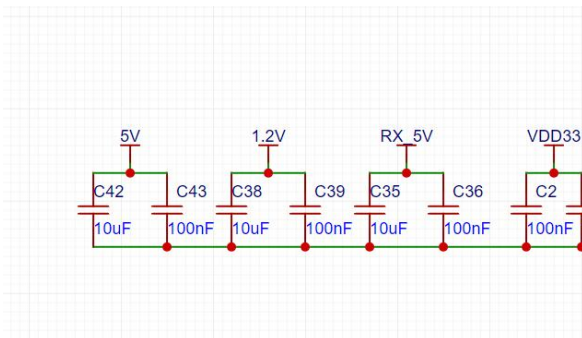 5V 1.2V RX_5V VDD33
C42 C43 C38 C39 C35 C36 C2
10uF 100nF 10uF 100nF 10uF 100nF 100nF